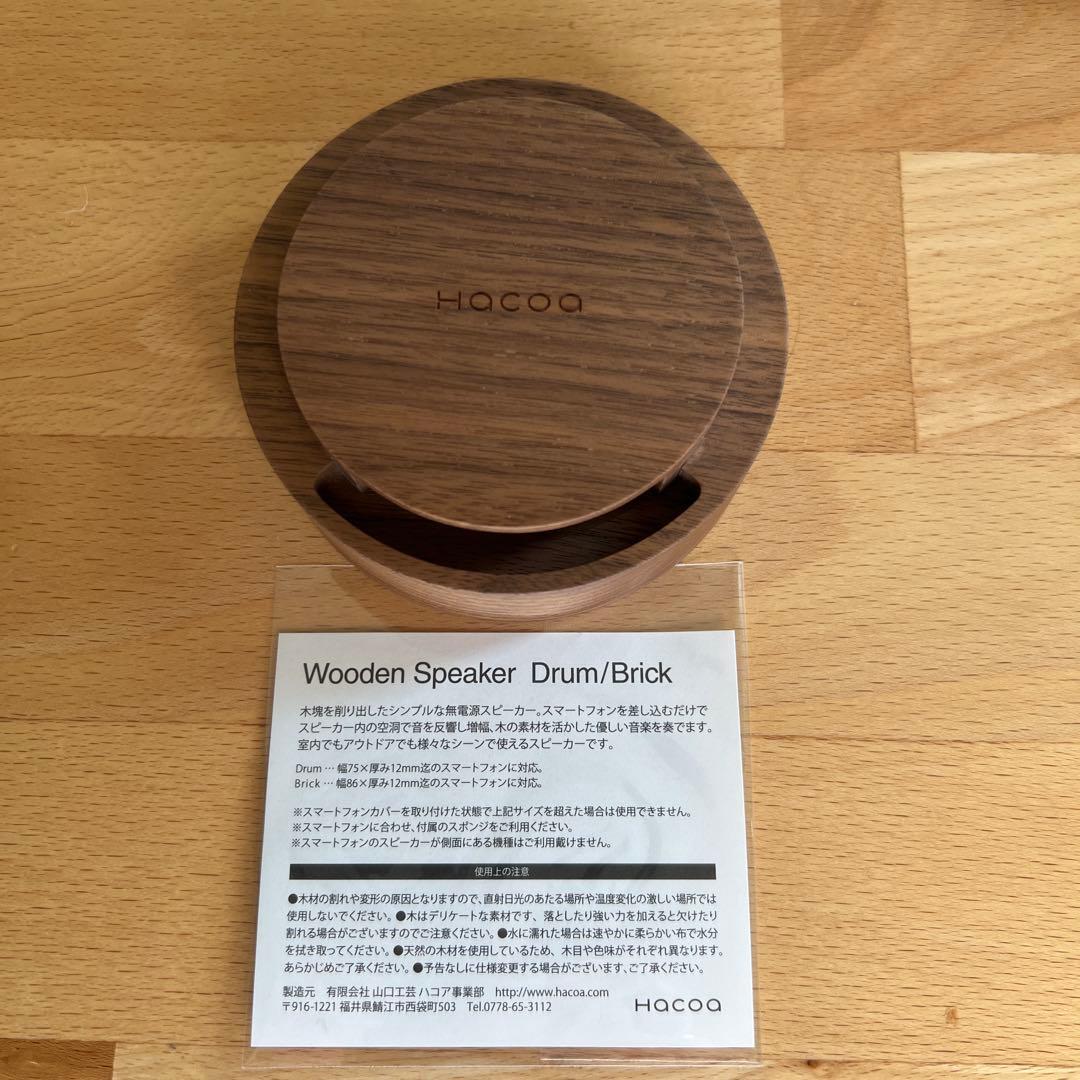 Hacoa
Wooden Speaker Drum/Brick
木塊を削り出したシンプルな無電源スピーカー。スマートフォンを差し込むだけで
スピーカー内の空洞で音を反響し増幅、木の素材を活かした優しい音楽を奏でます。
室内でもアウトドアでも様々なシーンで使えるスピーカーです。
Drum … 幅75×厚み12mm迄のスマートフォンに対応。
Brick … 幅86×厚み12mm迄のスマートフォンに対応。
※スマートフォンカバーを取り付けた状態で上記サイズを超えた場合は使用できません。
※スマートフォンに合わせ、付属のスポンジをご利用ください。
※スマートフォンのスピーカーが側面にある機種はご利用戴けません。
使用上の注意
●木材の割れや変形の原因となりますので、直射日光のあたる場所や温度変化の激しい場所では
使用しないでください。●木はデリケートな素材です、落としたり強い力を加えると欠けたり
割れる場合がございますのでご注意ください。●水に濡れた場合は速やかに柔らかい布で水分
を拭き取ってください。●天然の木材を使用しているため、木目や色味がそれぞれ異なります。
あらかじめご了承ください。●予告なしに仕様変更する場合がございます、ご了承ください。
製造元 有限会社 山口工芸 ハコア事業部 http://www.hacoa.com
〒916-1221 福井県鯖江市西袋町503 Tel.0778-65-3112
Hacoa